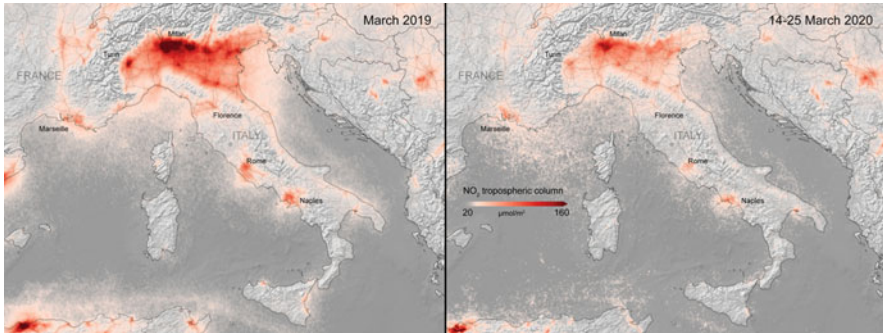 March 2019
Milan
Turin
FRANCE
Marseille
Florence
ITALY
Rome
Naples
14-25 March 2020
Milan
Turin
FRANCE
Marseille
Florence
ITALY
Rome
NO₂ tropospheric column
20 µmol/m² 160
Naples